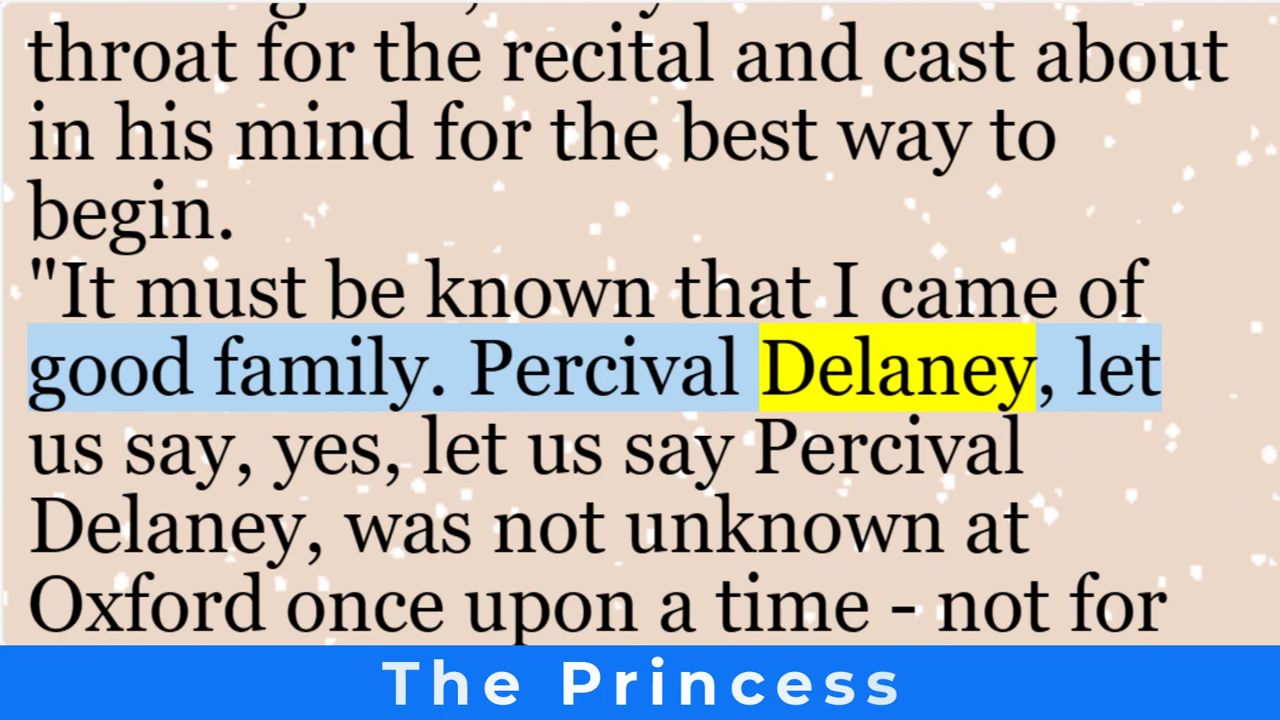 throat for the recital and cast about
in his mind for the best way to
begin.
"It must be known that I came of
good family. Percival Delaney, let
us say, yes, let us say Percival
Delaney, was not unknown at
Oxford once upon a time - not for
The Princess